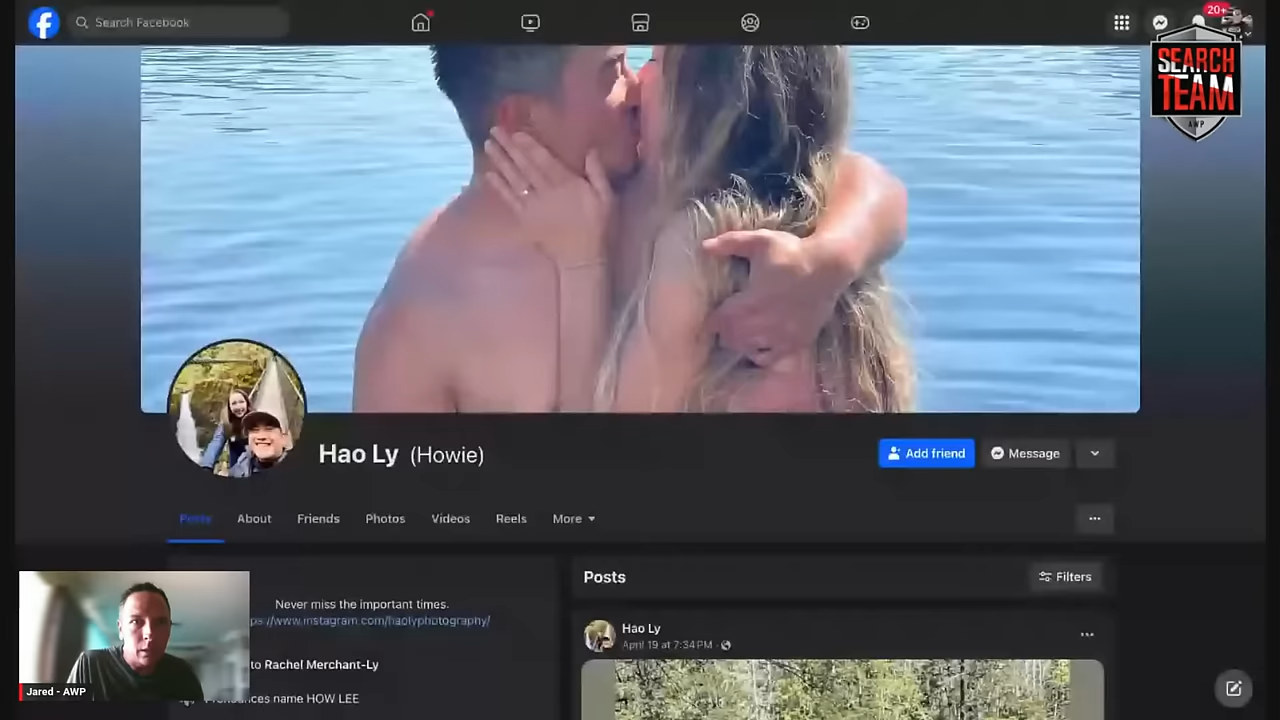 Search Facebook
20+
SEARCH
TEAM
AWP
Hao Ly (Howie)
Add friend
Message
Posts
About
Friends
Photos
Videos
Reels
More
Posts
Filters
Never miss the important times.
ps://www.instagram.com/haolyphotography/
Hao Ly
April 19 at 7:34 PM
to Rachel Merchant-Ly
name HOW LEE
Jared - AWP